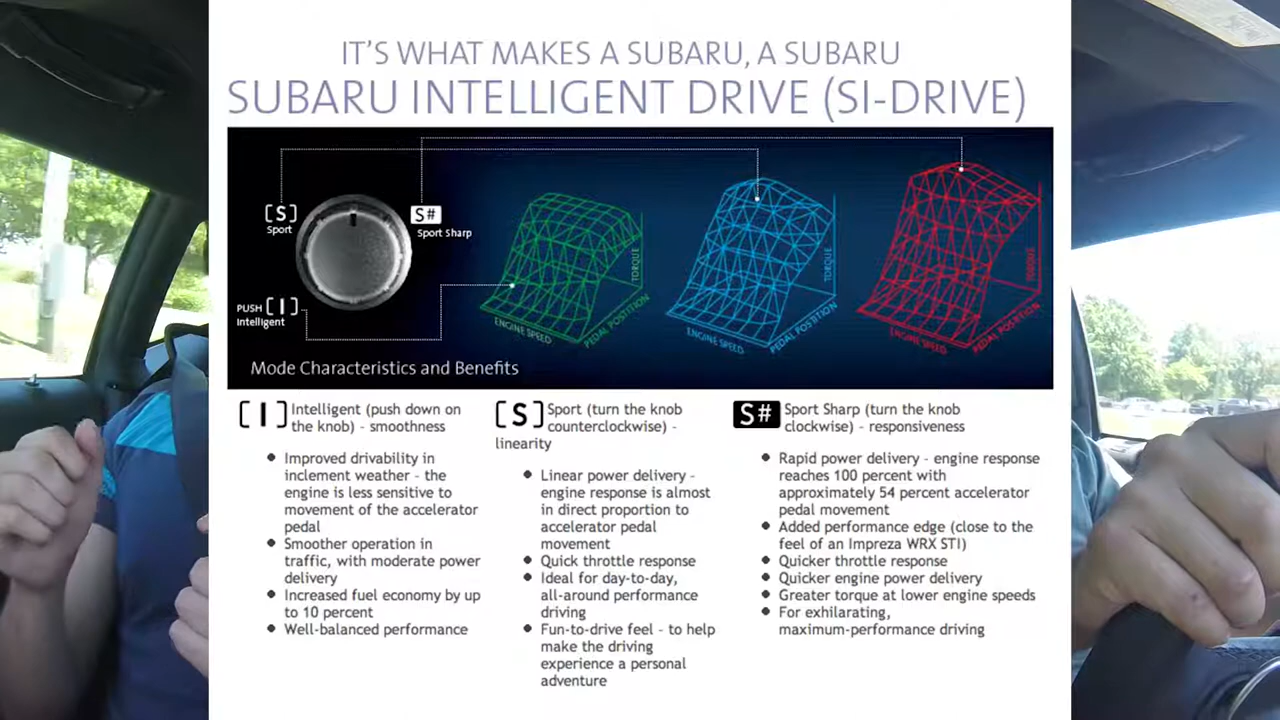 IT'S WHAT MAKES A SUBARU, A SUBARU
SUBARU INTELLIGENT DRIVE (SI-DRIVE)
[S]
Sport
S#
Sport Sharp
PUSH [I]
Intelligent
TORQUE
ENGINE SPEED
PEDAL POSITION
TORQUE
ENGINE SPEED
PEDAL POSITION
TORQUE
ENGINE SPEED
PEDAL POSITION
Mode Characteristics and Benefits
[I] Intelligent (push down on
the knob) - smoothness
• Improved drivability in
inclement weather - the
engine is less sensitive to
movement of the accelerator
pedal
• Smoother operation in
traffic, with moderate power
delivery
• Increased fuel economy by up
to 10 percent
• Well-balanced performance
[S] Sport (turn the knob
counterclockwise) -
linearity
• Linear power delivery -
engine response is almost
in direct proportion to
accelerator pedal
movement
• Quick throttle response
• Ideal for day-to-day,
all-around performance
driving
• Fun-to-drive feel - to help
make the driving
experience a personal
adventure
S# Sport Sharp (turn the knob
clockwise) - responsiveness
• Rapid power delivery - engine response
reaches 100 percent with
approximately 54 percent accelerator
pedal movement
• Added performance edge (close to the
feel of an Impreza WRX STI)
• Quicker throttle response
• Quicker engine power delivery
• Greater torque at lower engine speeds
• For exhilarating,
maximum-performance driving